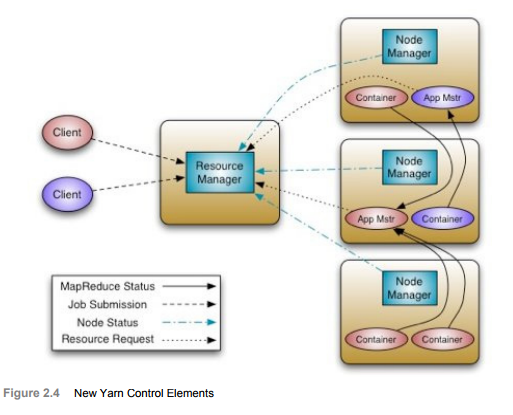 Node
Manager
Container
App Mstr
Client
Client
Resource
Manager
Node
Manager
App Mstr
Container
Node
Manager
Container
Container
MapReduce Status
Job Submission
Node Status
Resource Request
Figure 2.4 New Yarn Control Elements